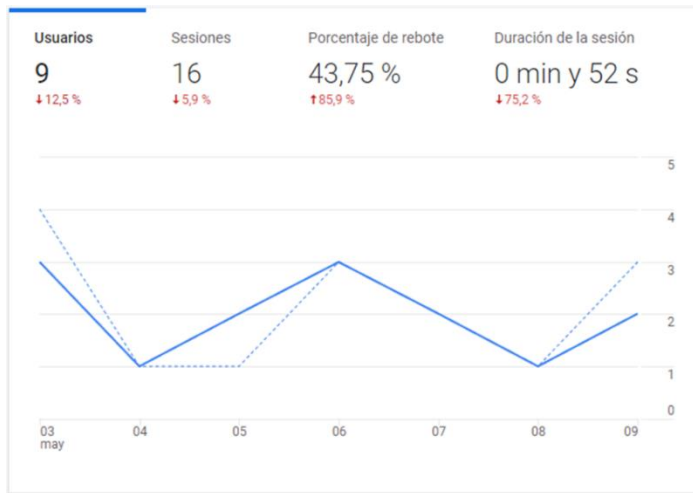 Usuarios Sesiones Porcentaje de rebote Duración de la sesión
9 16 43,75 % 0 min y 52 s
↓12,5 % ↓5,9 % ↑85,9 % ↓75,2 %
5
4
3
2
1
0
03 04 05 06 07 08 09
may